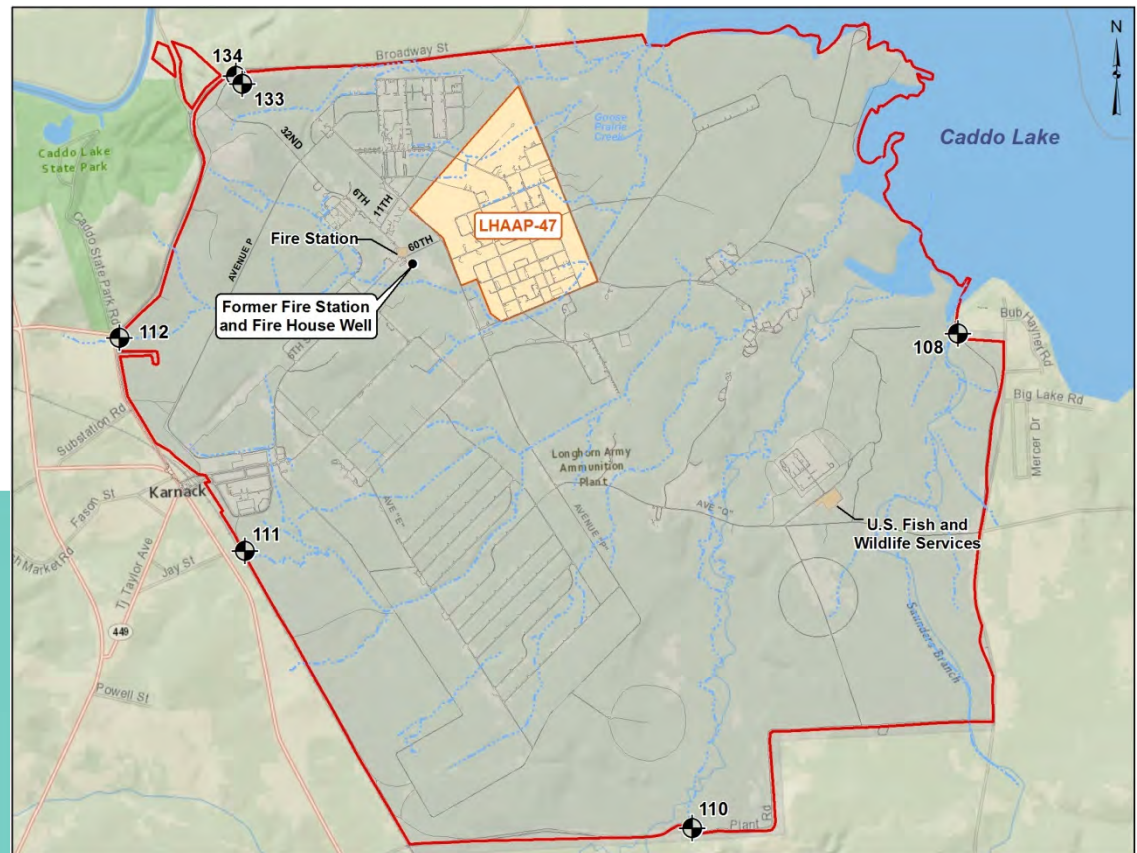 Broadway St
N
134
133
Caddo Lake
State Park
Goose
Prairie
Creek
Caddo Lake
32ND
6TH
11TH
LHAAP-47
Fire Station
60TH
AVENUE P
Caddo State Park Rd
Former Fire Station
and Fire House Well
112
108
Bub Hayner Rd
Big Lake Rd
Mercer Dr
Substation Rd
Longhorn Army
Ammunition
Plant
Karnack
Fason St
AVE "E"
AVENUE "P"
AVE "Q"
U.S. Fish and
Wildlife Services
111
Market Rd
Tj Taylor Ave
Jay St
449
Saunders Branch
Powell St
110
Plant Rd